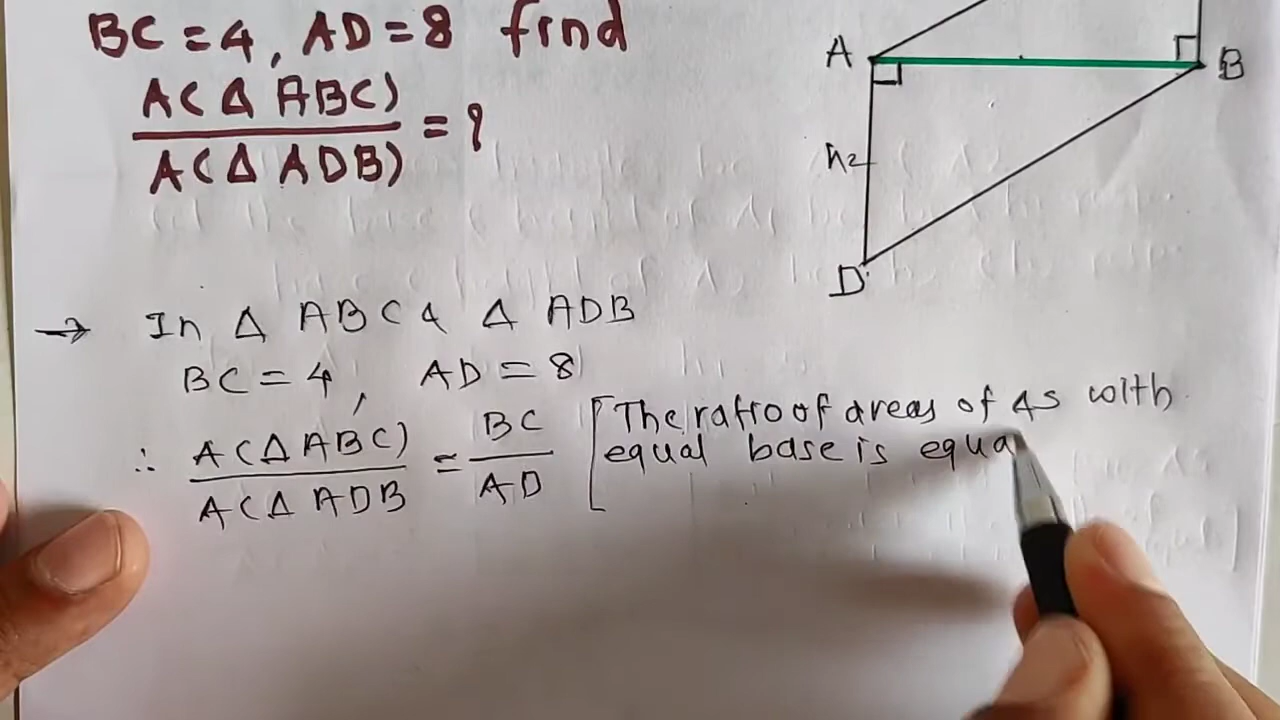 BC = 4, AD = 8 find
A(Δ ABC)
A(Δ ADB) = ?
A
B
h2
D
→ In Δ ABC & Δ ADB
BC = 4, AD = 8
∴ A(Δ ABC) = BC [The ratio of areas of Δs with
A(Δ ADB AD equal base is equa